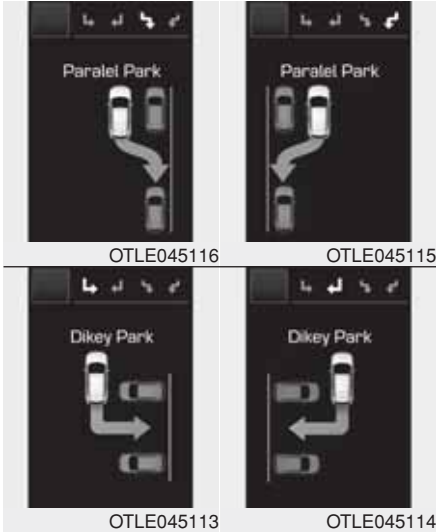 Paralel Park
Paralel Park
OTLE045116
OTLE045115
Dikey Park
Dikey Park
OTLE045113
OTLE045114